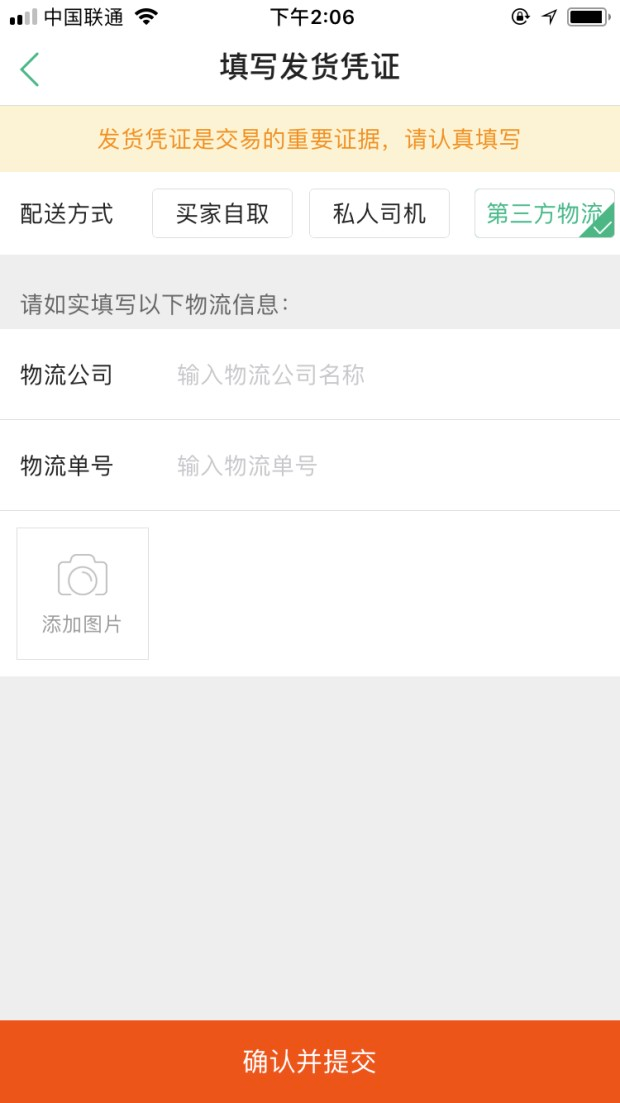 中国联通 下午2:06
填写发货凭证
发货凭证是交易的重要证据，请认真填写
配送方式 买家自取 私人司机 第三方物流
请如实填写以下物流信息：
物流公司 输入物流公司名称
物流单号 输入物流单号
添加图片
确认并提交